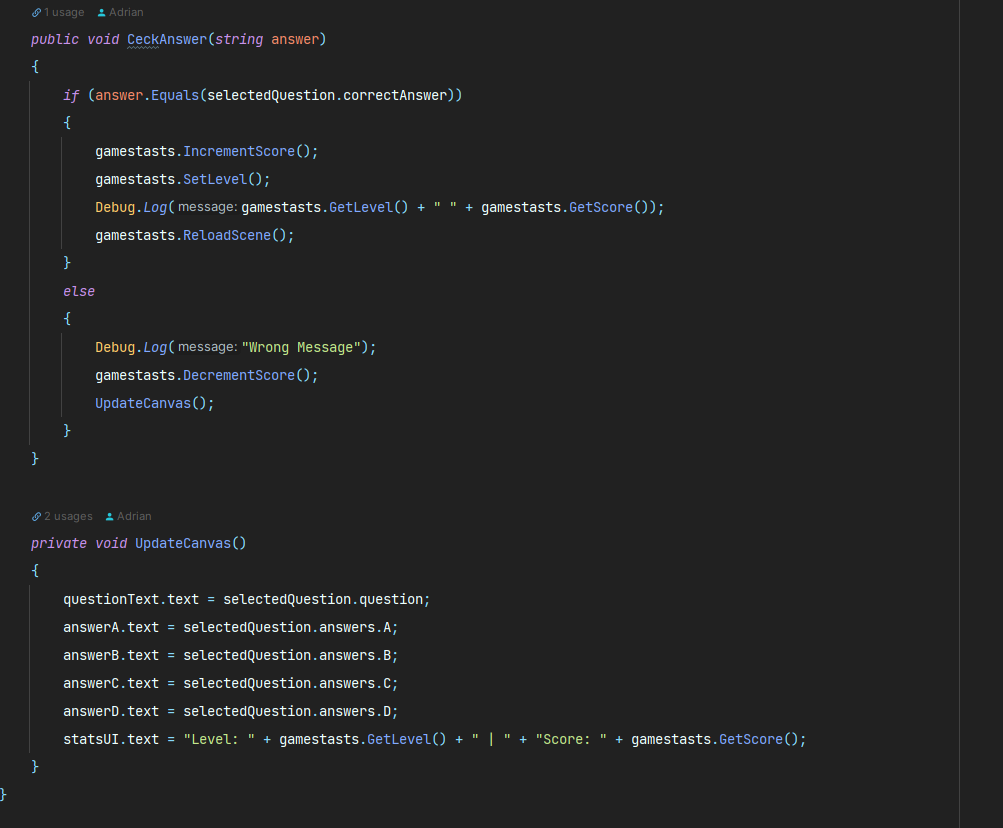 1 usage Adrian
public void CeckAnswer(string answer)
{
if (answer.Equals(selectedQuestion.correctAnswer))
{
gamestasts.IncrementScore();
gamestasts.SetLevel();
Debug.Log( message: gamestasts.GetLevel() + " " + gamestasts.GetScore());
gamestasts.ReloadScene();
}
else
{
Debug.Log( message: "Wrong Message");
gamestasts.DecrementScore();
UpdateCanvas();
}
}
2 usages Adrian
private void UpdateCanvas()
{
questionText.text = selectedQuestion.question;
answerA.text = selectedQuestion.answers.A;
answerB.text = selectedQuestion.answers.B;
answerC.text = selectedQuestion.answers.C;
answerD.text = selectedQuestion.answers.D;
statsUI.text = "Level: " + gamestasts.GetLevel() + " | " + "Score: " + gamestasts.GetScore();
}
}